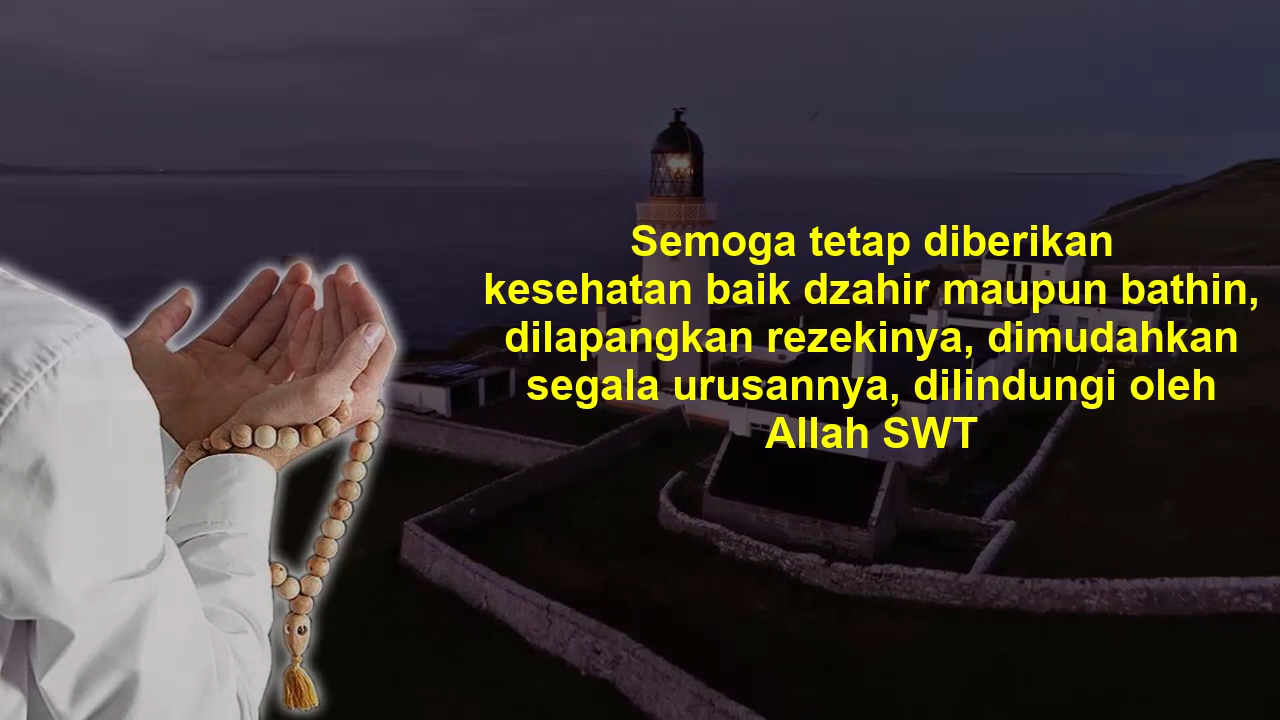 Semoga tetap diberikan
kesehatan baik dzahir maupun bathin,
dilapangkan rezekinya, dimudahkan
segala urusannya, dilindungi oleh
Allah SWT